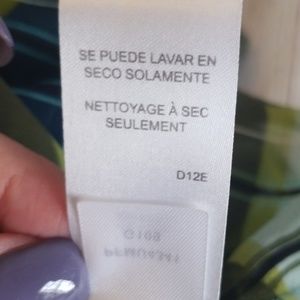 SE PUEDE LAVAR EN
SECO SOLAMENTE
NETTOYAGE À SEC
SEULEMENT
D12E